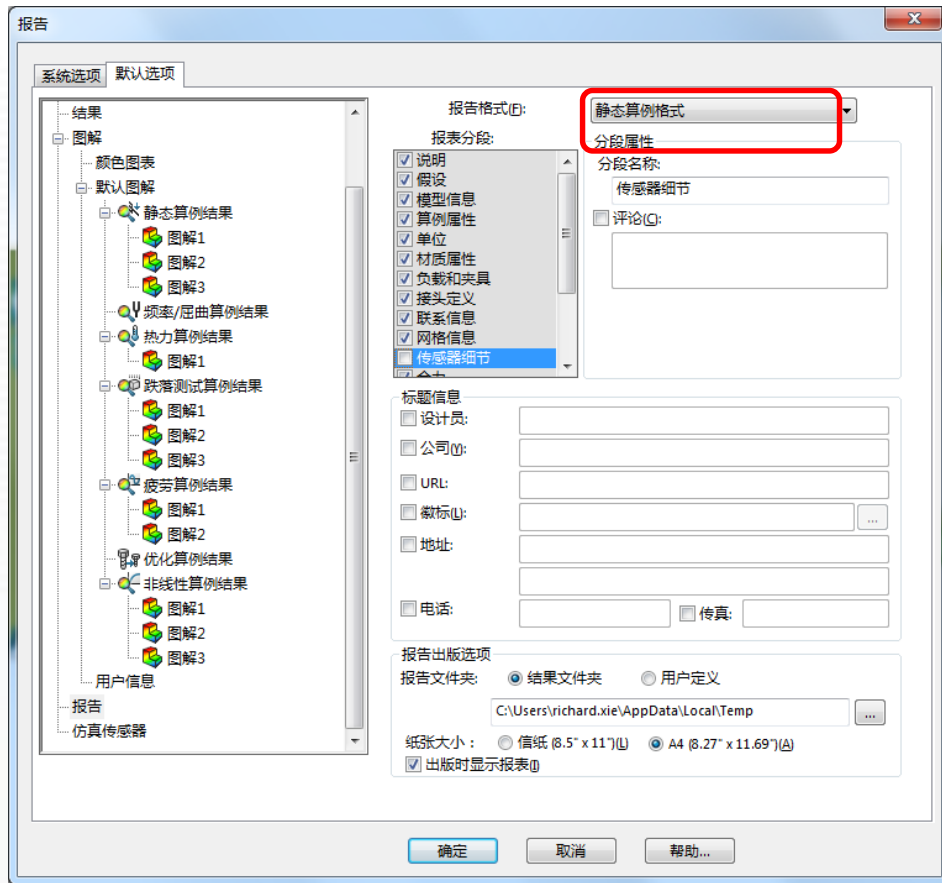 报告
系统选项 默认选项
结果
图解
颜色图表
默认图解
静态算例结果
图解1
图解2
图解3
频率/屈曲算例结果
热力算例结果
图解1
跌落测试算例结果
图解1
图解2
图解3
疲劳算例结果
图解1
图解2
优化算例结果
非线性算例结果
图解1
图解2
图解3
用户信息
报告
仿真传感器
报告格式(F): 静态算例格式
报表分段:
说明
假设
模型信息
算例属性
单位
材质属性
负载和夹具
接头定义
联系信息
网格信息
传感器细节
分段属性
分段名称:
传感器细节
评论(C):
标题信息
设计员:
公司(Y):
URL:
徽标(L): ...
地址:
电话: 传真:
报告出版选项
报告文件夹: 结果文件夹 用户定义
C:\Users\richard.xie\AppData\Local\Temp ...
纸张大小： 信纸 (8.5" x 11")(L) A4 (8.27" x 11.69")(A)
出版时显示报表(I)
确定 取消 帮助...